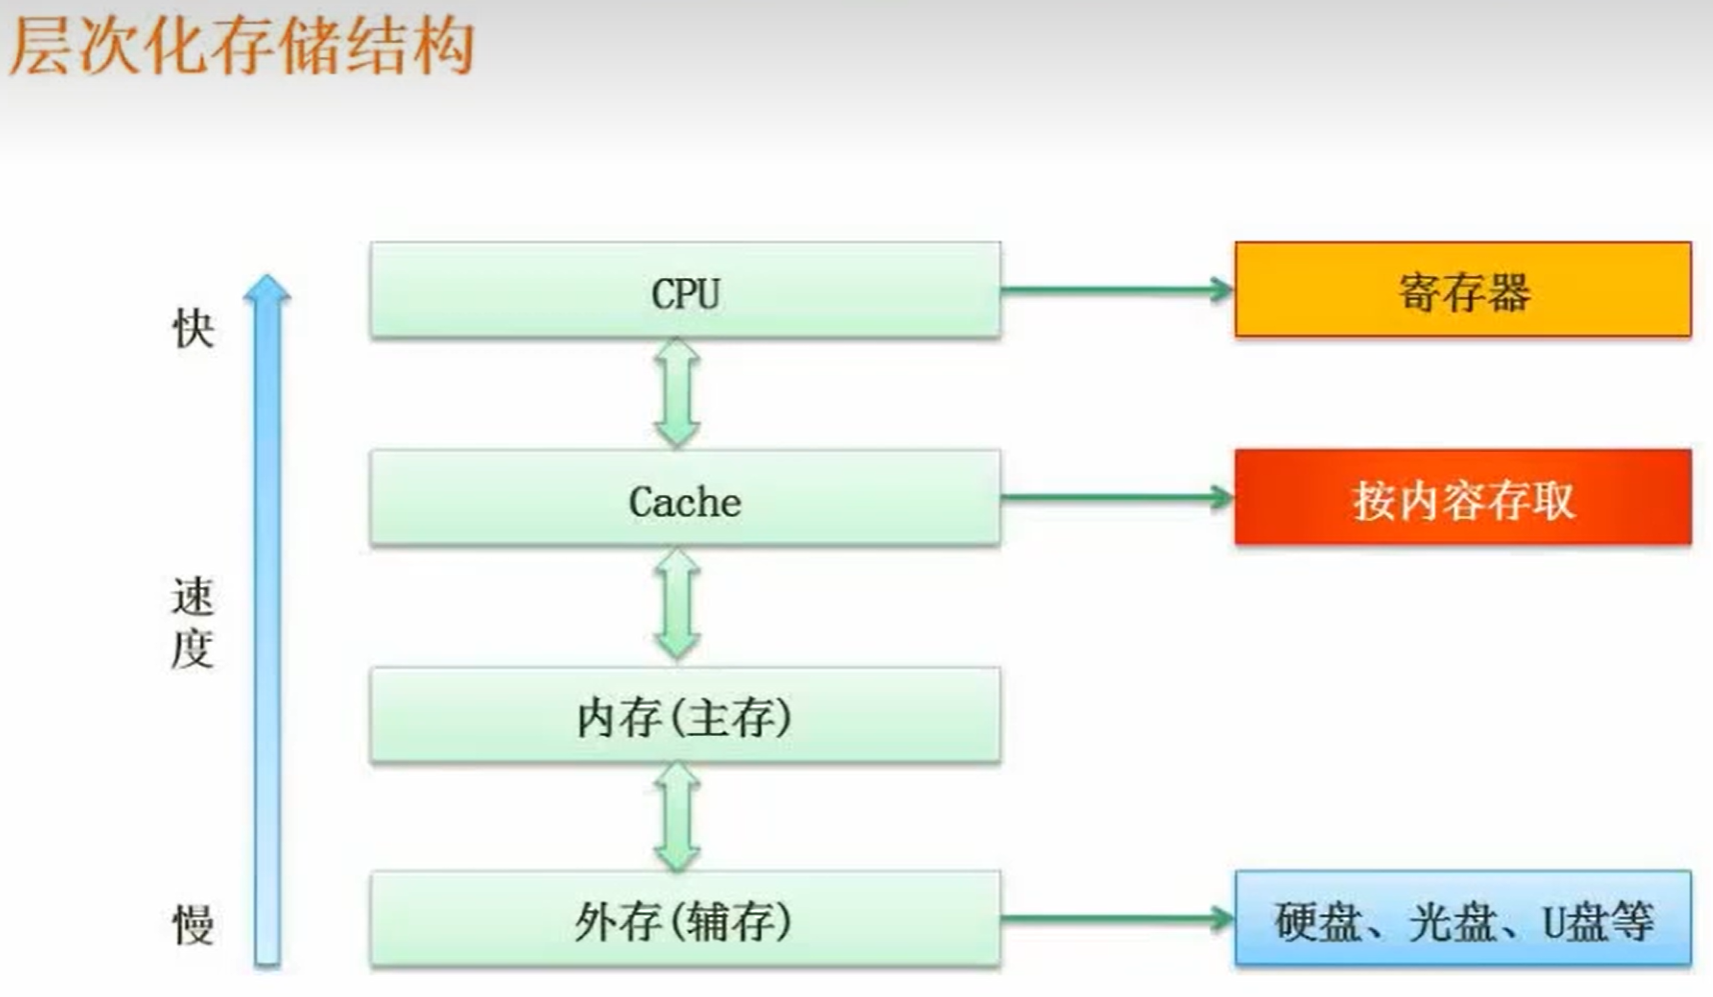 层次化存储结构
快
CPU
寄存器
Cache
按内容存取
速度
内存(主存)
慢
外存(辅存)
硬盘、光盘、U盘等